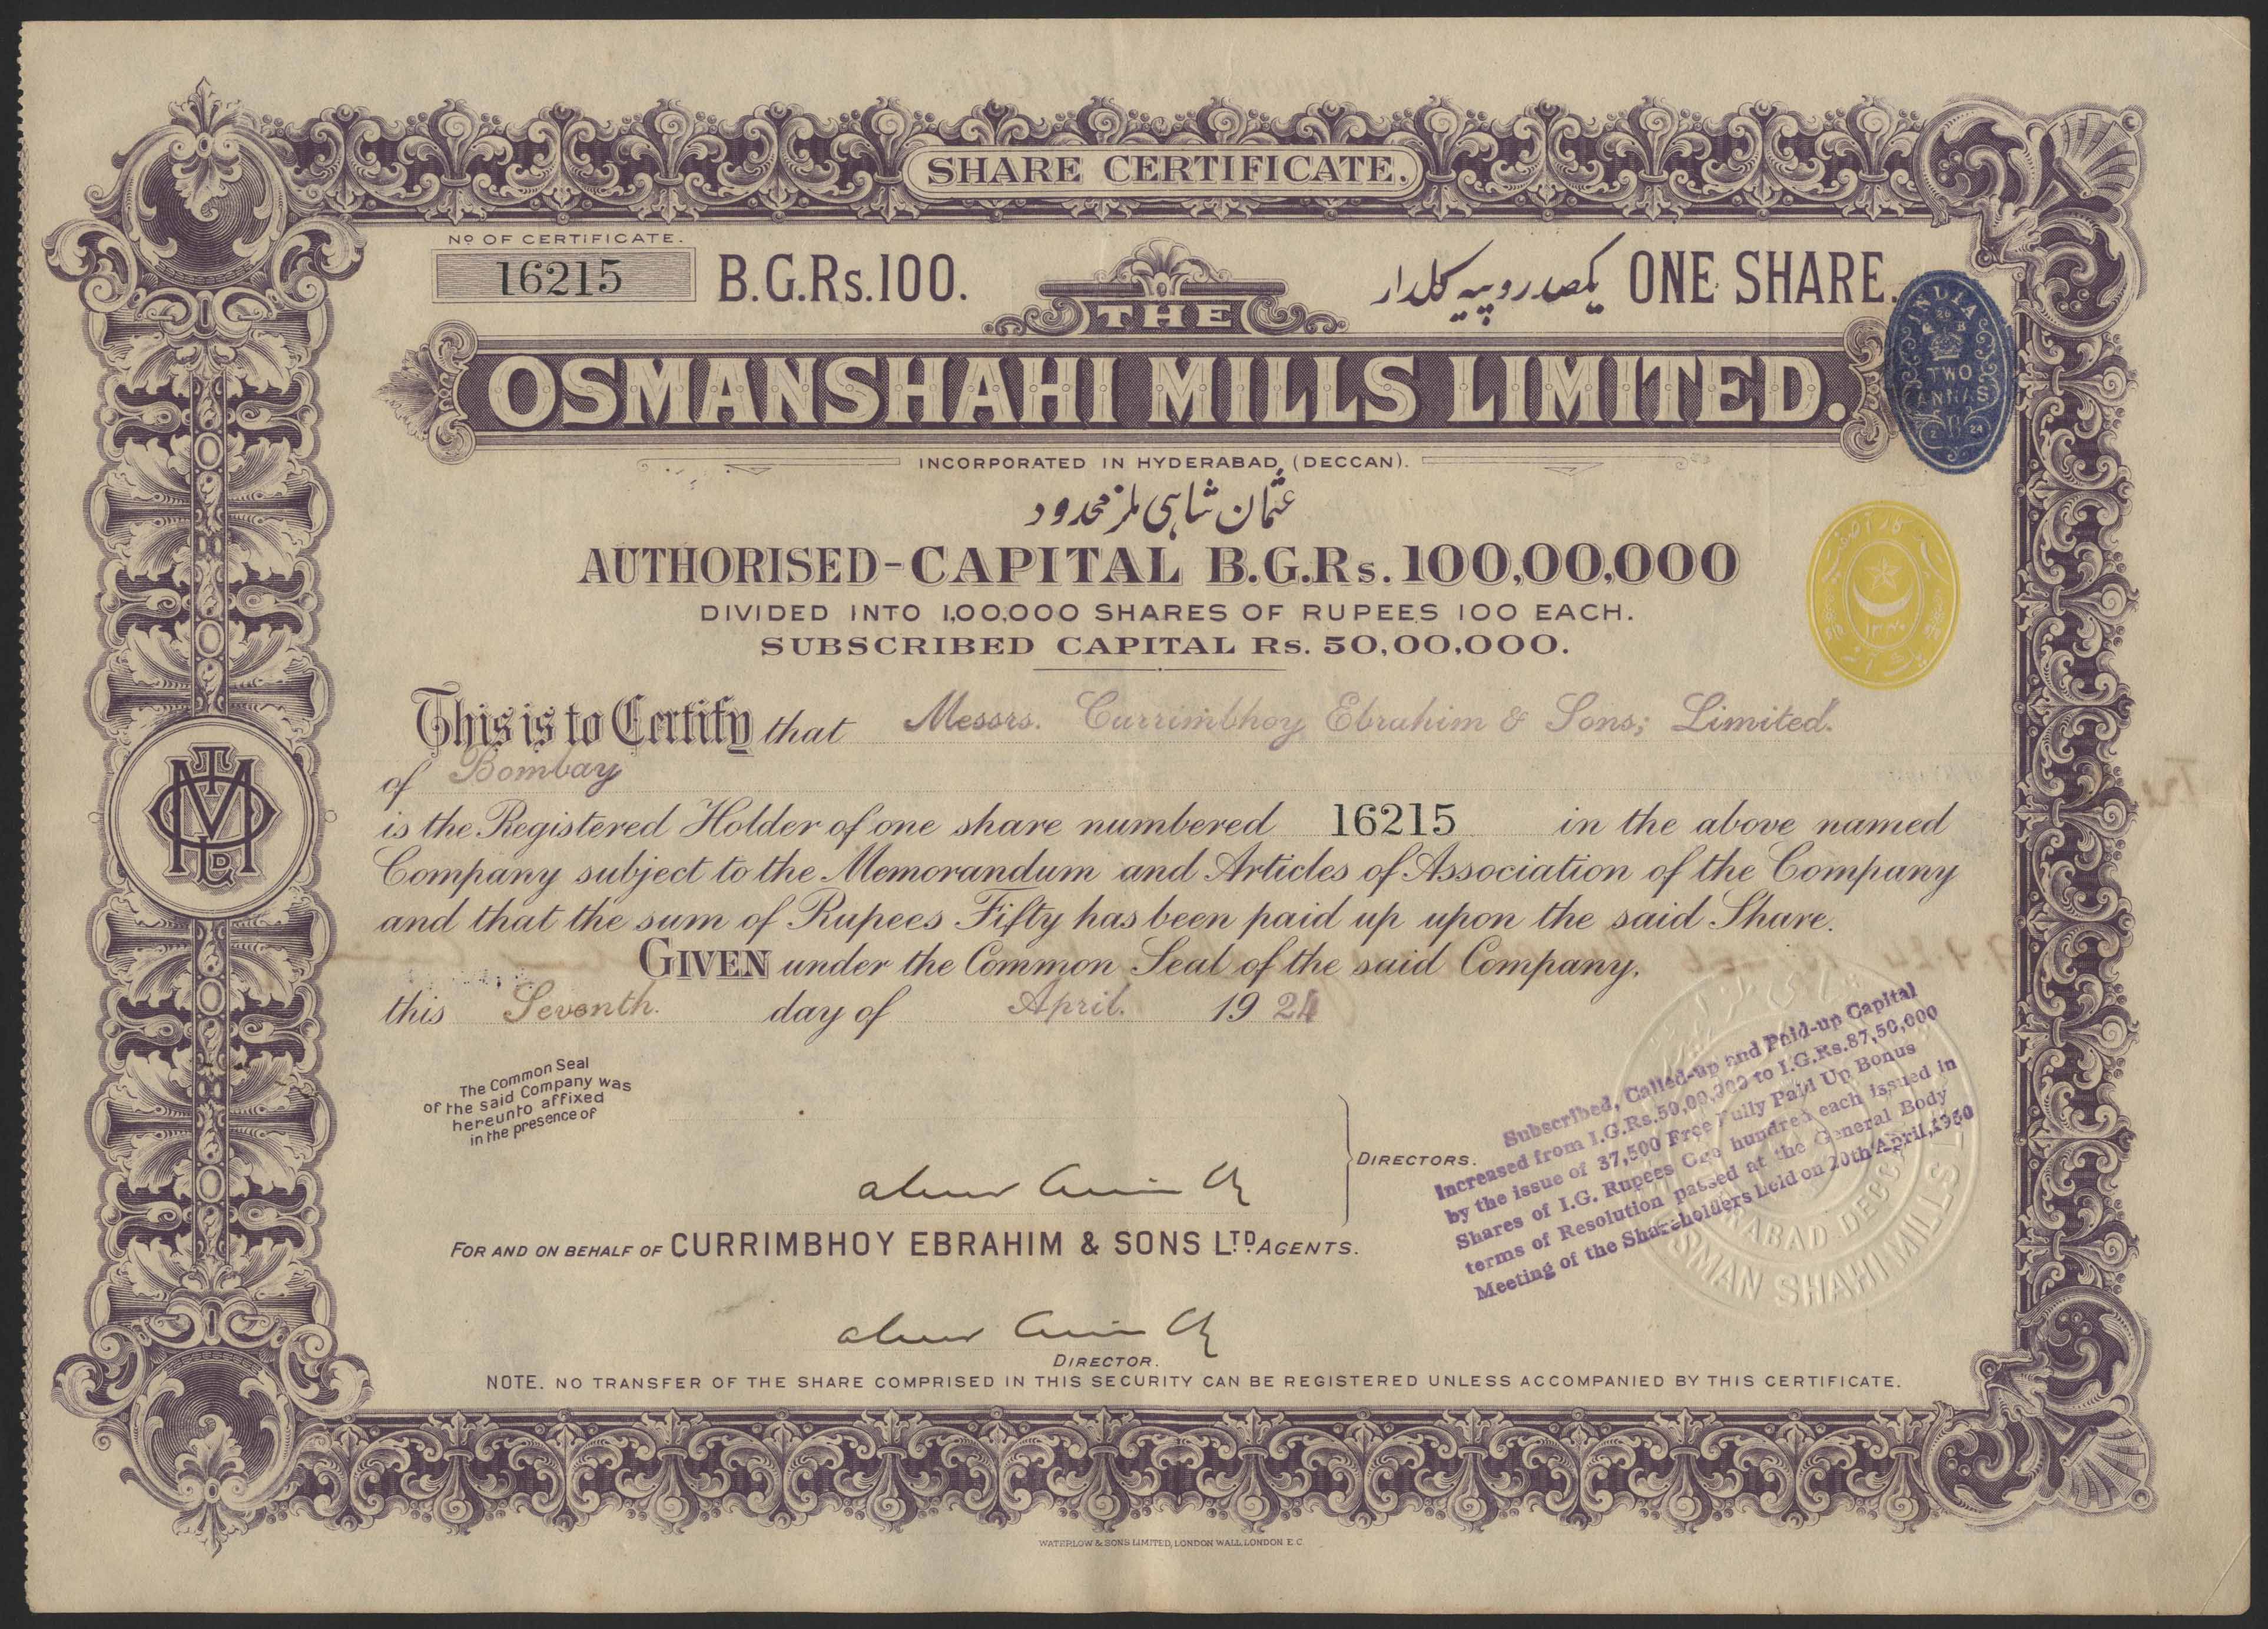 SHARE CERTIFICATE.
No OF CERTIFICATE.
16215
B.G.Rs.100.
یکصد روپیہ کلدار
ONE SHARE.
THE
OSMANSHAHI MILLS LIMITED.
INDIA
TWO
ANNAS
INCORPORATED IN HYDERABAD, (DECCAN).
عثمان شاہی ملز محدود
AUTHORISED-CAPITAL B.G.Rs. 100,00,000
DIVIDED INTO 1,00,000 SHARES OF RUPEES 100 EACH.
SUBSCRIBED CAPITAL Rs. 50,00,000.
This is to Certify that Messrs. Currimbhoy Ebrahim & Sons; Limited.
of Bombay
is the Registered Holder of one share numbered 16215 in the above named
Company subject to the Memorandum and Articles of Association of the Company
and that the sum of Rupees Fifty has been paid up upon the said Share.
GIVEN under the Common Seal of the said Company,
this Seventh. day of April. 1924
The Common Seal
of the said Company was
hereunto affixed
in the presence of
DIRECTORS.
Subscribed, Called-up and Paid-up Capital
Increased from I.G.Rs.50,00,000 to I.G.Rs.87,50,000
by the issue of 37,500 Free Fully Paid Up Bonus
Shares of I.G. Rupees One hundred each issued in
terms of Resolution passed at the General Body
Meeting of the Shareholders held on 20th April,1950
HYDERABAD DECCAN
OSMAN SHAHI MILLS
FOR AND ON BEHALF OF CURRIMBHOY EBRAHIM & SONS LTD. AGENTS.
DIRECTOR.
NOTE. NO TRANSFER OF THE SHARE COMPRISED IN THIS SECURITY CAN BE REGISTERED UNLESS ACCOMPANIED BY THIS CERTIFICATE.
WATERLOW & SONS LIMITED, LONDON WALL, LONDON E.C.